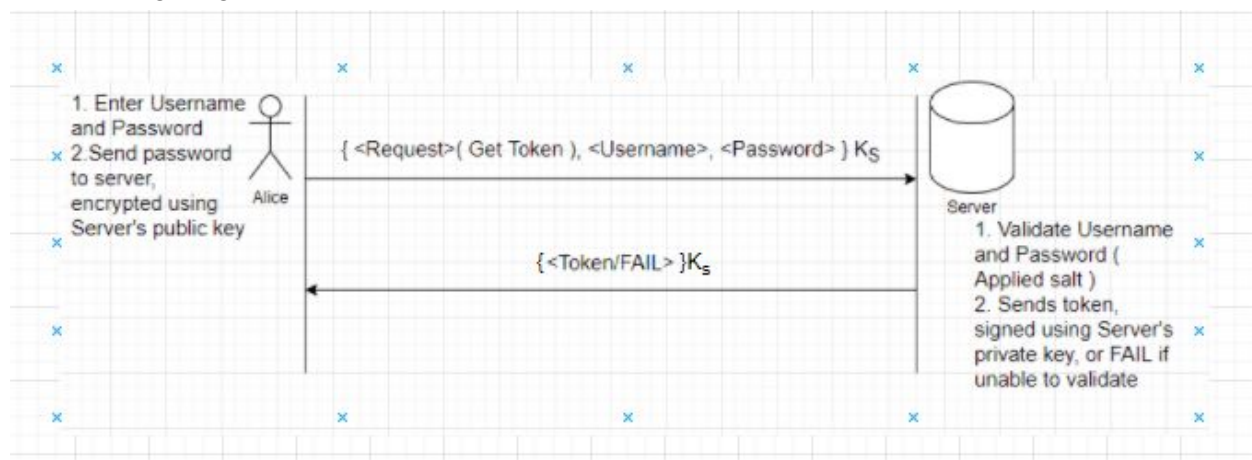 1. Enter Username
and Password
2.Send password
to server,
encrypted using
Server's public key
Alice
{ <Request>( Get Token ), <Username>, <Password> } KS
{<Token/FAIL> }Ks
Server
1. Validate Username
and Password (
Applied salt )
2. Sends token,
signed using Server's
private key, or FAIL if
unable to validate